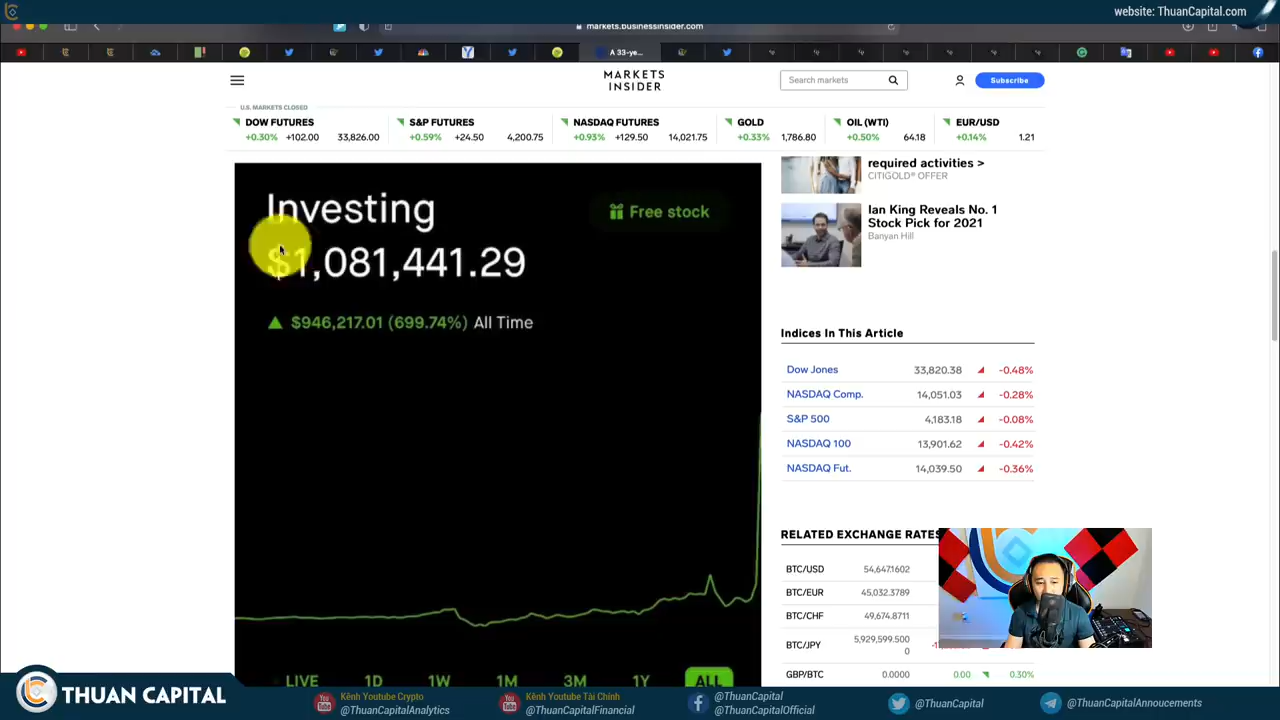 website: ThuanCapital.com
markets.businessinsider.com
A 33-ye...
MARKETS
INSIDER
Search markets
Subscribe
U.S. MARKETS CLOSED
DOW FUTURES
+0.30% +102.00 33,826.00
S&P FUTURES
+0.59% +24.50 4,200.75
NASDAQ FUTURES
+0.93% +129.50 14,021.75
GOLD
+0.33% 1,786.80
OIL (WTI)
+0.50% 64.18
EUR/USD
+0.14% 1.21
Investing
$1,081,441.29
Free stock
$946,217.01 (699.74%) All Time
LIVE 1D 1W 1M 3M 1Y ALL
required activities >
CITIGOLD® OFFER
Ian King Reveals No. 1
Stock Pick for 2021
Banyan Hill
Indices In This Article
Dow Jones 33,820.38 -0.48%
NASDAQ Comp. 14,051.03 -0.28%
S&P 500 4,183.18 -0.08%
NASDAQ 100 13,901.62 -0.42%
NASDAQ Fut. 14,039.50 -0.36%
RELATED EXCHANGE RATES
BTC/USD 54,647.1602
BTC/EUR 45,032.3789
BTC/CHF 49,674.8711
BTC/JPY 5,929,599.500
0
GBP/BTC 0.0000 0.00 0.30%
THUAN CAPITAL
Kênh Youtube Crypto
@ThuanCapitalAnalytics
Kênh Youtube Tài Chính
@ThuanCapitalFinancial
@ThuanCapital
@ThuanCapitalOfficial
@ThuanCapital
@ThuanCapitalAnnoucements